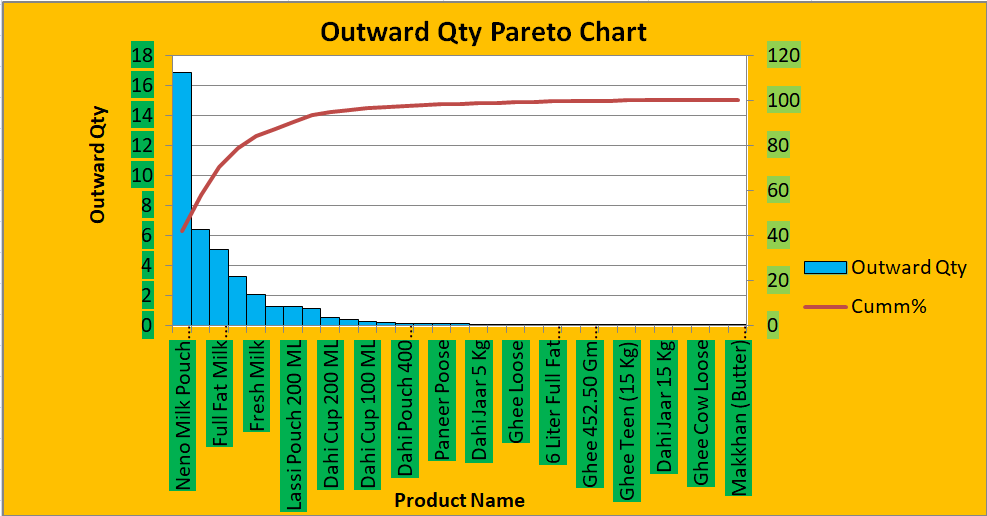 Outward Qty Pareto Chart
Outward Qty
18
16
14
12
10
8
6
4
2
0
120
100
80
60
40
20
0
Outward Qty
Cumm%
Neno Milk Pouch
Full Fat Milk
Fresh Milk
Lassi Pouch 200 ML
Dahi Cup 200 ML
Dahi Cup 100 ML
Dahi Pouch 400
Paneer Poose
Dahi Jaar 5 Kg
Ghee Loose
6 Liter Full Fat
Ghee 452.50 Gm
Ghee Teen (15 Kg)
Dahi Jaar 15 Kg
Ghee Cow Loose
Makkhan (Butter)
Product Name